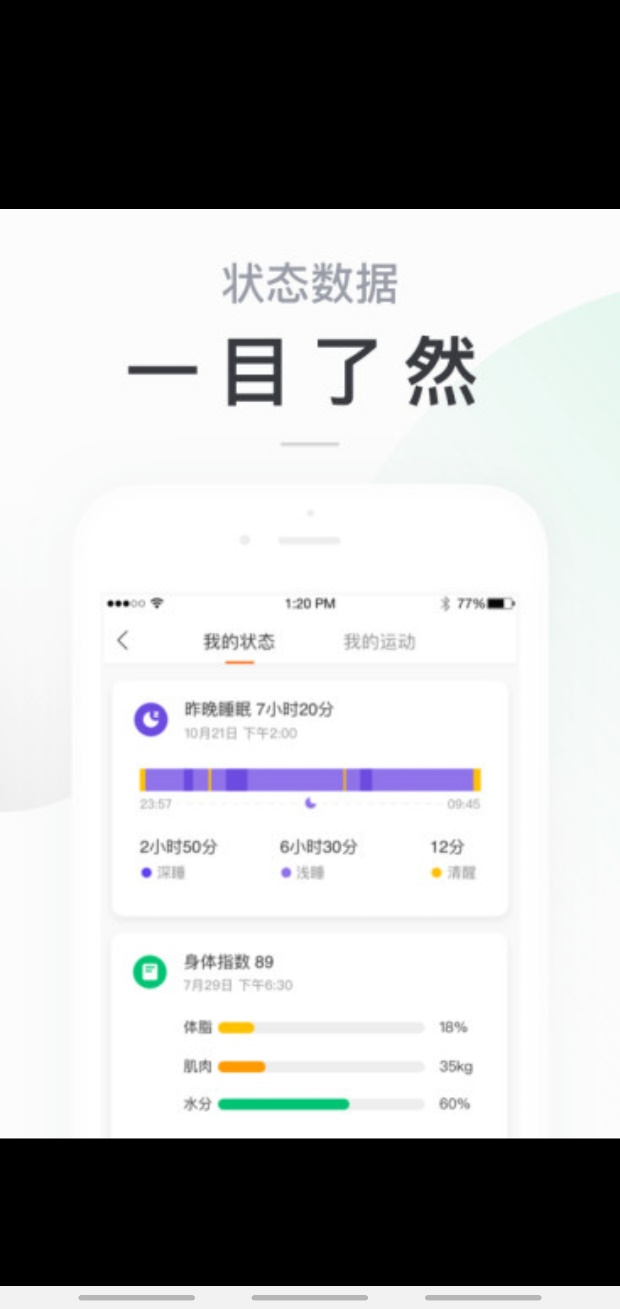 状态数据
一目了然
1:20 PM 77%
我的状态 我的运动
昨晚睡眠 7小时20分
10月21日 下午2:00
23:57 09:45
2小时50分 6小时30分 12分
深睡 浅睡 清醒
身体指数 89
7月29日 下午6:30
体脂 18%
肌肉 35kg
水分 60%